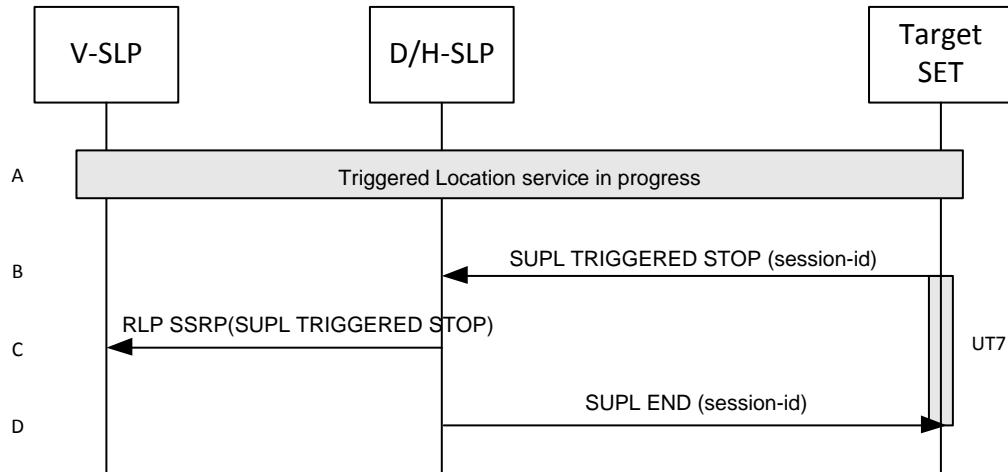 V-SLP
D/H-SLP
Target
SET
A
Triggered Location service in progress
B
SUPL TRIGGERED STOP (session-id)
RLP SSRP(SUPL TRIGGERED STOP)
C
UT7
SUPL END (session-id)
D